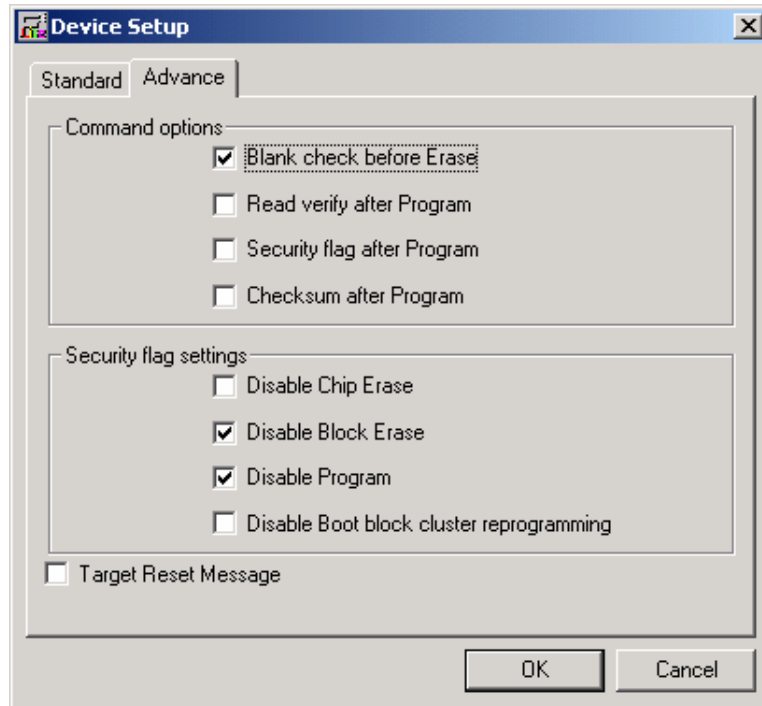 Device Setup
Standard
Advance
Command options
Blank check before Erase
Read verify after Program
Security flag after Program
Checksum after Program
Security flag settings
Disable Chip Erase
Disable Block Erase
Disable Program
Disable Boot block cluster reprogramming
Target Reset Message
OK
Cancel